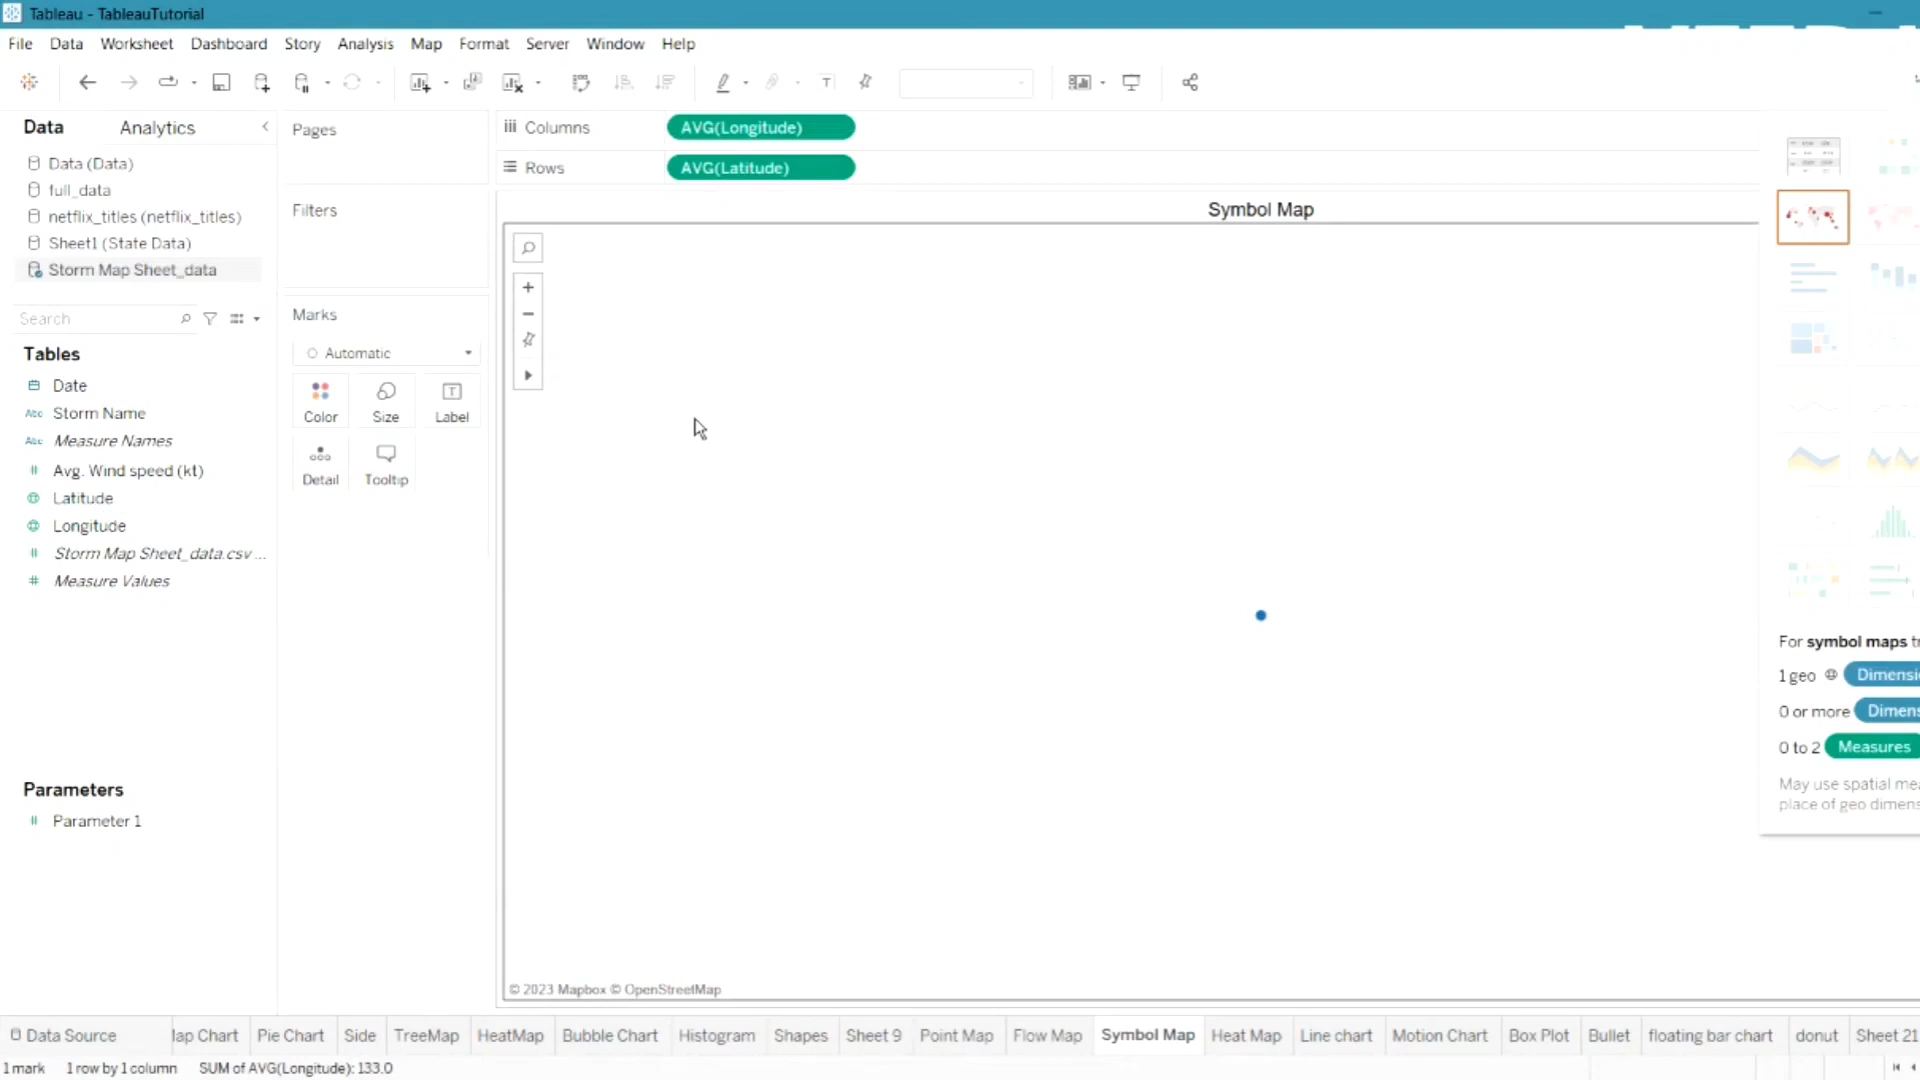 Tableau - TableauTutorial
File Data Worksheet Dashboard Story Analysis Map Format Server Window Help
Data Analytics
Data (Data)
full_data
netflix_titles (netflix_titles)
Sheet1 (State Data)
Storm Map Sheet_data
Search
Tables
Date
Abc Storm Name
Abc Measure Names
Avg. Wind speed (kt)
Latitude
Longitude
Storm Map Sheet_data.csv ...
# Measure Values
Parameters
Parameter 1
Pages
Filters
Marks
Automatic
Color Size Label
Detail Tooltip
Columns AVG(Longitude)
Rows AVG(Latitude)
Symbol Map
© 2023 Mapbox © OpenStreetMap
For symbol maps tr
1 geo Dimensi
0 or more Dimens
0 to 2 Measures
May use spatial mea
place of geo dimens
Data Source lap Chart Pie Chart Side TreeMap HeatMap Bubble Chart Histogram Shapes Sheet 9 Point Map Flow Map Symbol Map Heat Map Line chart Motion Chart Box Plot Bullet floating bar chart donut Sheet 21
1 mark 1 row by 1 column SUM of AVG(Longitude): 133.0